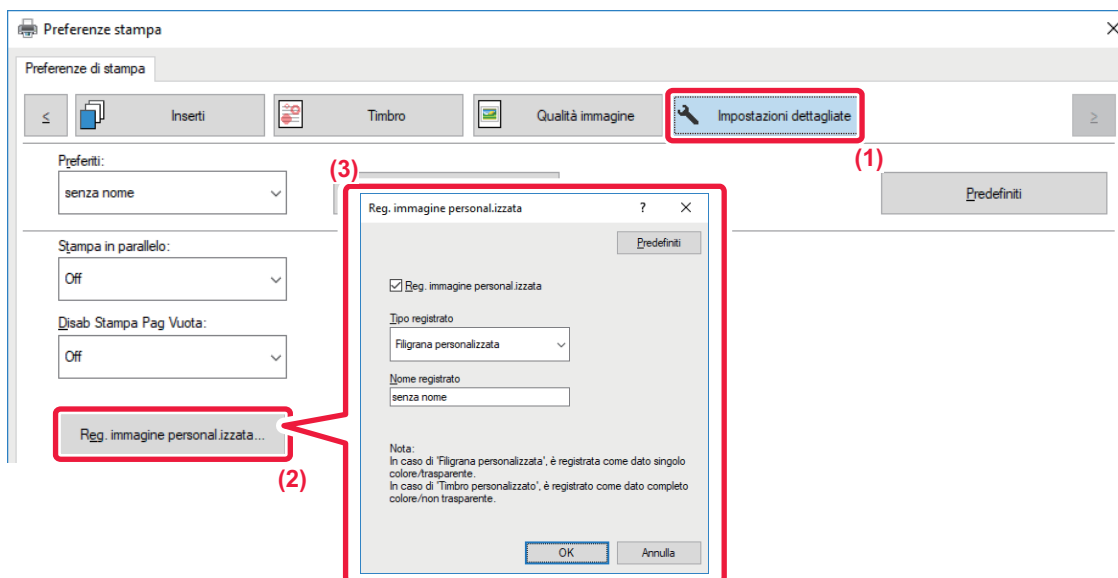 Preferenze stampa
Preferenze di stampa
< Inserti Timbro Qualità immagine Impostazioni dettagliate >
(1)
Preferiti:
senza nome
Predefiniti
(3)
Reg. immagine personal.izzata ?
Predefiniti
Stampa in parallelo:
Off
Reg. immagine personal.izzata
Disab Stampa Pag Vuota:
Off
Tipo registrato
Filigrana personalizzata
Nome registrato
senza nome
Reg. immagine personal.izzata...
(2)
Nota:
In caso di 'Filigrana personalizzata', è registrata come dato singolo
colore/trasparente.
In caso di 'Timbro personalizzato', è registrato come dato completo
colore/non trasparente.
OK Annulla